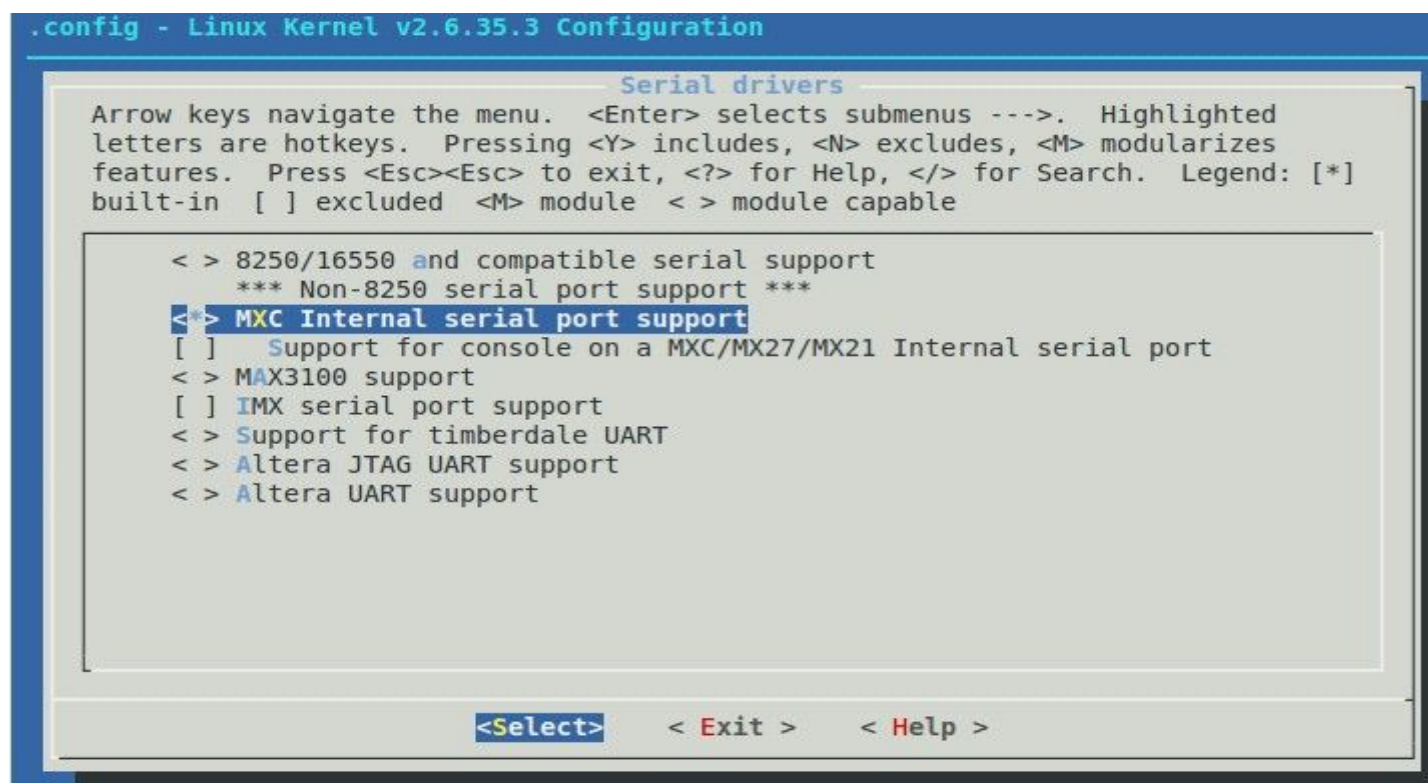 .config - Linux Kernel v2.6.35.3 Configuration
Serial drivers
Arrow keys navigate the menu.  <Enter> selects submenus --->.  Highlighted
letters are hotkeys.  Pressing <Y> includes, <N> excludes, <M> modularizes
features.  Press <Esc><Esc> to exit, <?> for Help, </> for Search.  Legend: [*]
built-in  [ ] excluded  <M> module  < > module capable
< > 8250/16550 and compatible serial support
*** Non-8250 serial port support ***
<*> MXC Internal serial port support
[ ]   Support for console on a MXC/MX27/MX21 Internal serial port
< > MAX3100 support
[ ] IMX serial port support
< > Support for timberdale UART
< > Altera JTAG UART support
< > Altera UART support
<Select>    < Exit >    < Help >